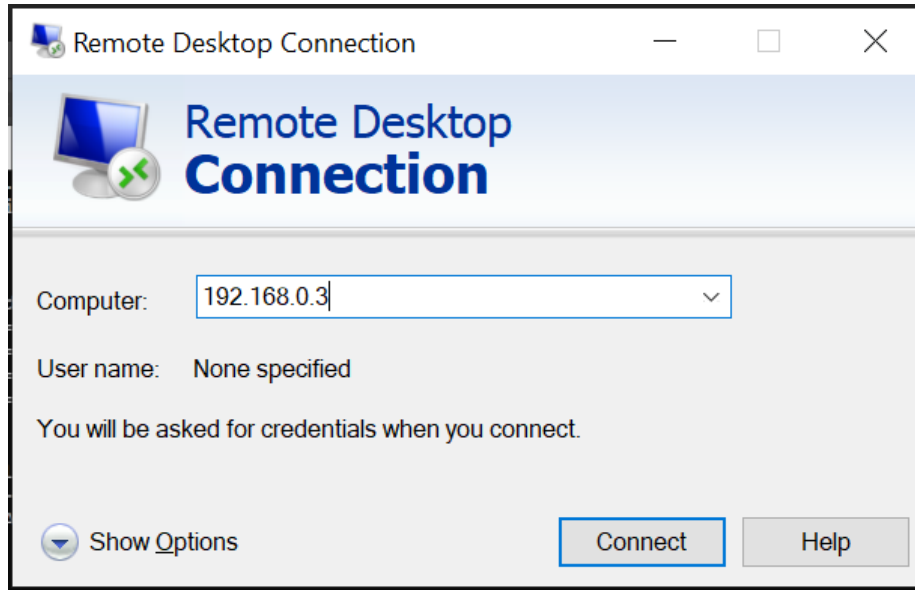 Remote Desktop Connection
Remote Desktop
Connection
Computer: 192.168.0.3
User name: None specified
You will be asked for credentials when you connect.
Show Options Connect Help